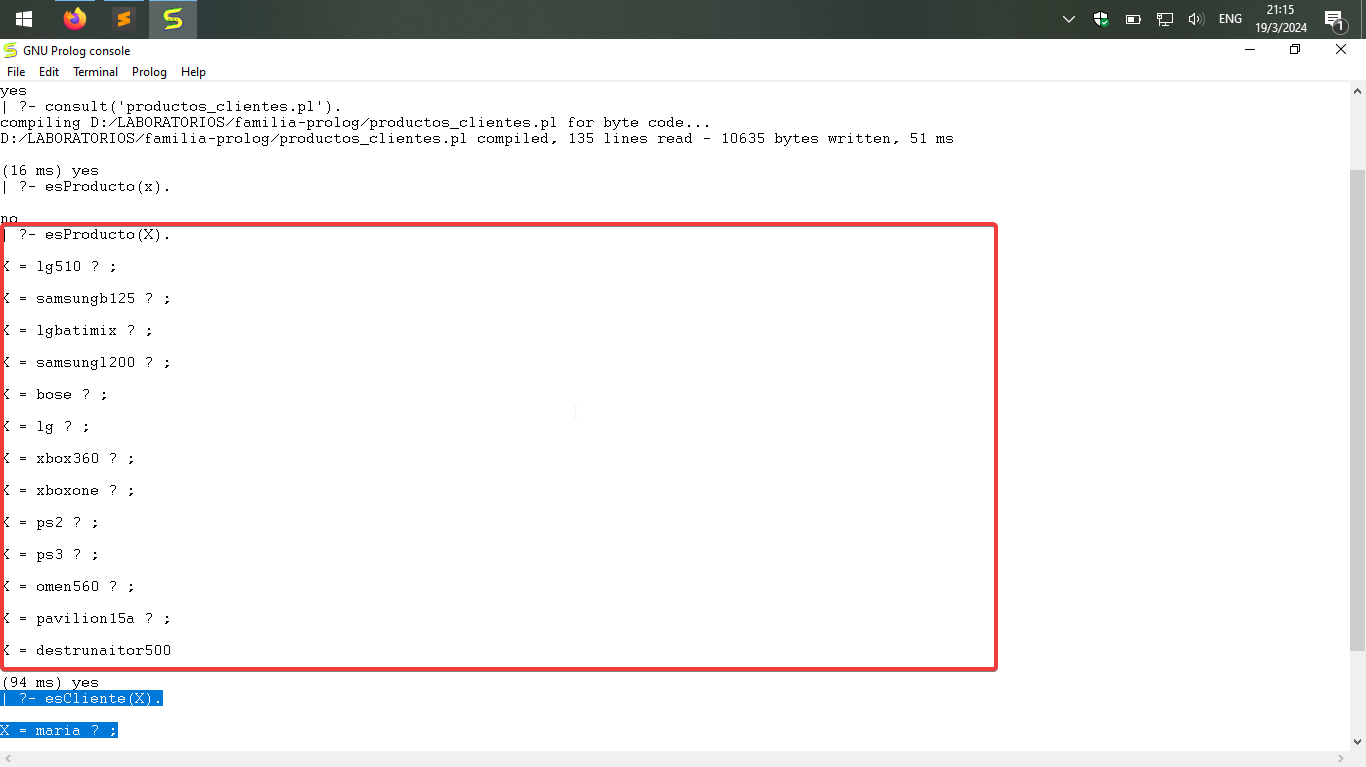 ENG
21:15
19/3/2024
1
GNU Prolog console
File Edit Terminal Prolog Help
yes
| ?- consult('productos_clientes.pl').
compiling D:/LABORATORIOS/familia-prolog/productos_clientes.pl for byte code...
D:/LABORATORIOS/familia-prolog/productos_clientes.pl compiled, 135 lines read - 10635 bytes written, 51 ms
(16 ms) yes
| ?- esProducto(x).
no
| ?- esProducto(X).
X = lg510 ? ;
X = samsungb125 ? ;
X = lgbatimix ? ;
X = samsungl200 ? ;
X = bose ? ;
X = lg ? ;
X = xbox360 ? ;
X = xboxone ? ;
X = ps2 ? ;
X = ps3 ? ;
X = omen560 ? ;
X = pavilion15a ? ;
X = destrunaitor500
(94 ms) yes
| ?- esCliente(X).
X = maria ? ;